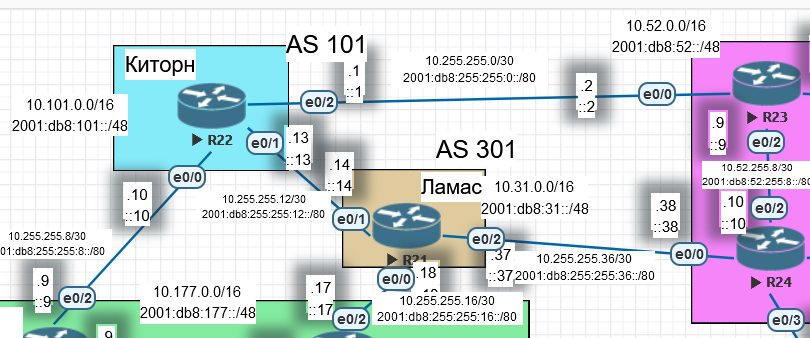 AS 101
Киторн
10.52.0.0/16
2001:db8:52::/48
10.255.255.0/30
2001:db8:255:255:0::/80
.1
::1
.2
::2
e0/2
e0/0
10.101.0.0/16
2001:db8:101::/48
R22
R23
.9
::9
e0/2
e0/1
.13
::13
AS 301
.14
::14
e0/0
.10
::10
Ламас
10.31.0.0/16
2001:db8:31::/48
10.52.255.8/30
2001:db8:52:255:8::/80
10.255.255.12/30
2001:db8:255:255:12::/80
.38
::38
.10
::10
e0/2
e0/1
10.255.255.8/30
2001:db8:255:255:8::/80
e0/2
e0/0
.37
::37
10.255.255.36/30
2001:db8:255:255:36::/80
.9
::9
e0/2
10.177.0.0/16
2001:db8:177::/48
.17
::17
e0/0
.18
R24
10.255.255.16/30
2001:db8:255:255:16::/80
e0/2
e0/3